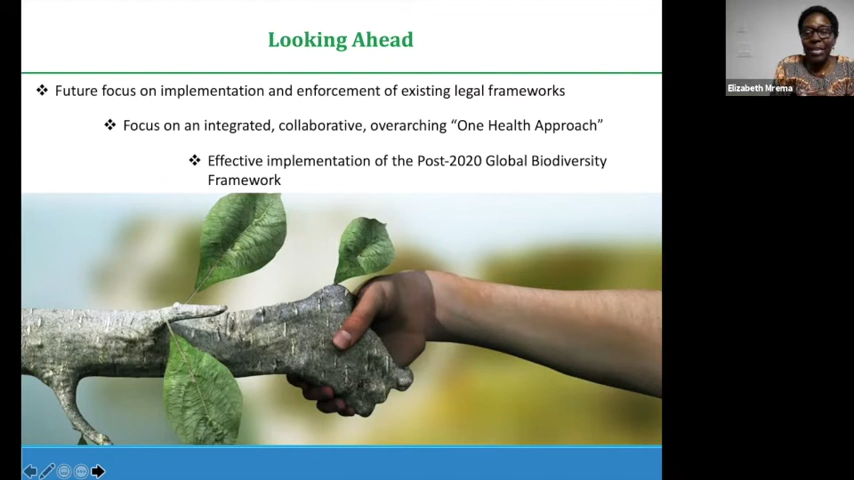 Looking Ahead
❖ Future focus on implementation and enforcement of existing legal frameworks
❖ Focus on an integrated, collaborative, overarching “One Health Approach”
❖ Effective implementation of the Post-2020 Global Biodiversity
Framework
Elizabeth Mrema